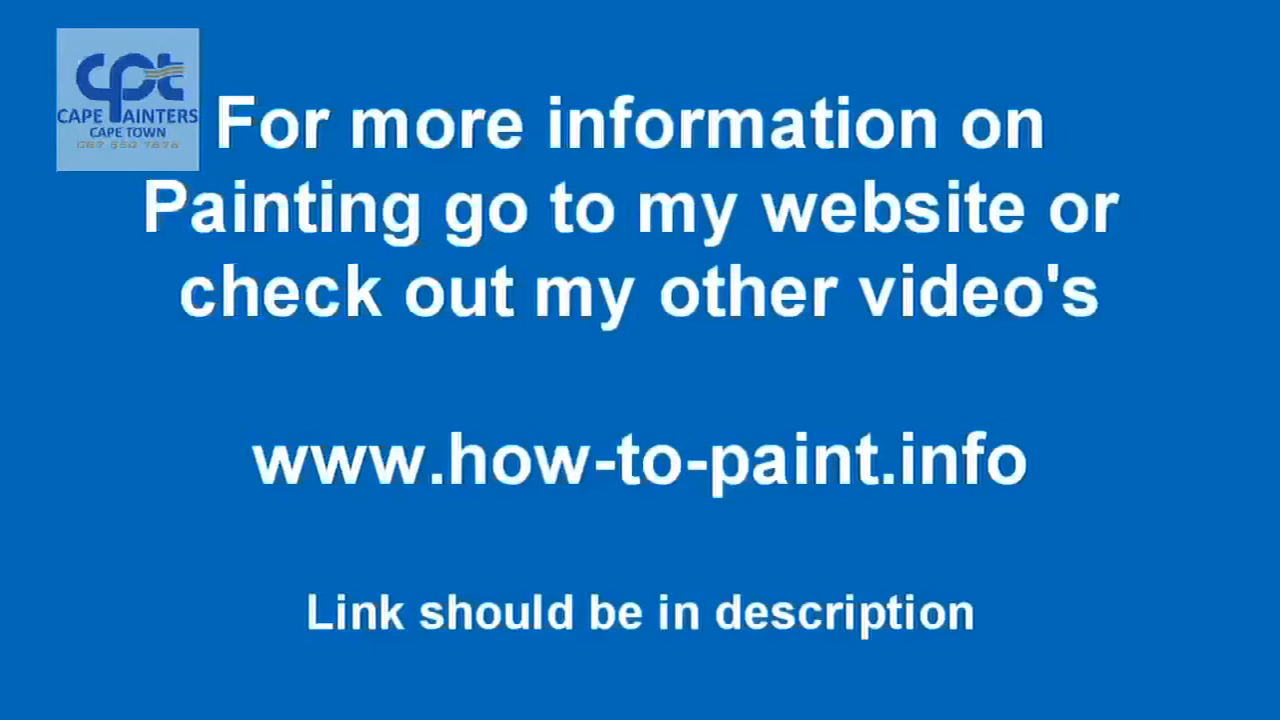 cpt
CAPE PAINTERS
CAPE TOWN
For more information on
Painting go to my website or
check out my other video's
www.how-to-paint.info
Link should be in description